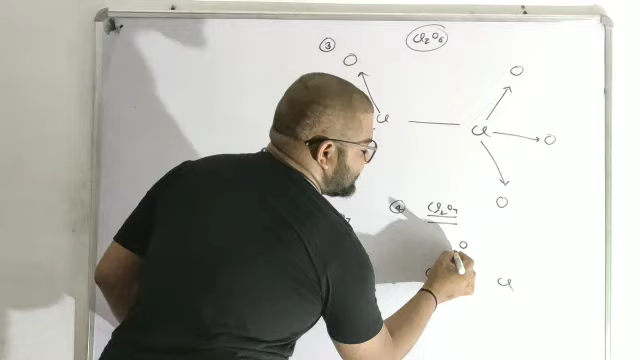 ③ Cl₂O₆
O O
Cl Cl O
O
④ Cl₂O₇
O
Cl